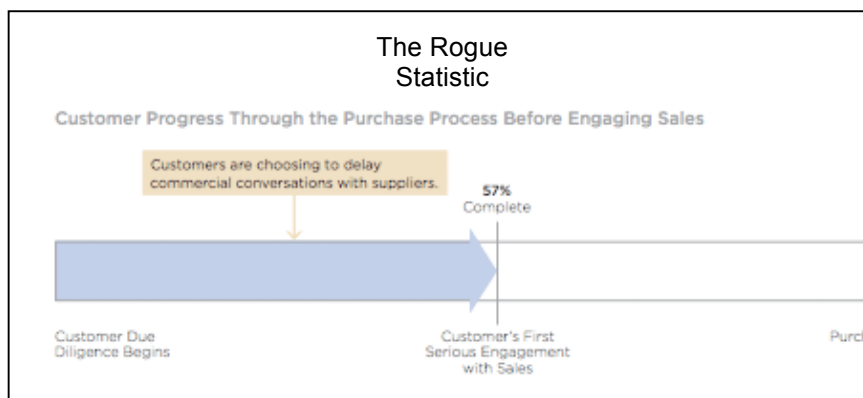 The Rogue
Statistic
Customer Progress Through the Purchase Process Before Engaging Sales
Customers are choosing to delay
commercial conversations with suppliers.
57%
Complete
Customer Due
Diligence Begins
Customer's First
Serious Engagement
with Sales
Purch